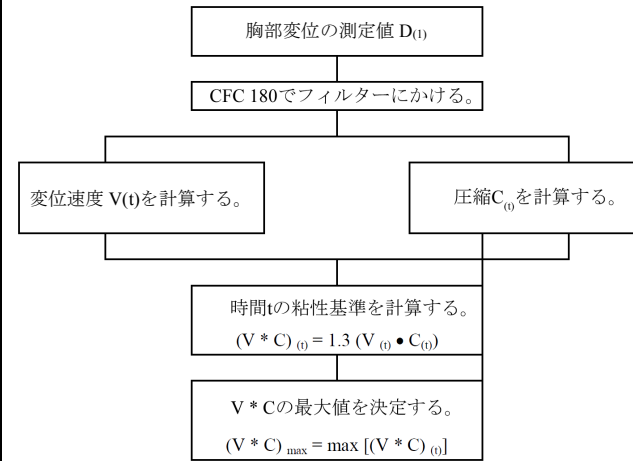 胸部変位の測定値 D(1)
CFC 180でフィルターにかける。
変位速度 V(t)を計算する。
圧縮C(t)を計算する。
時間tの粘性基準を計算する。
(V * C) (t) = 1.3 (V (t) ● C(t))
V * Cの最大値を決定する。
(V * C) max = max [(V * C) (t)]